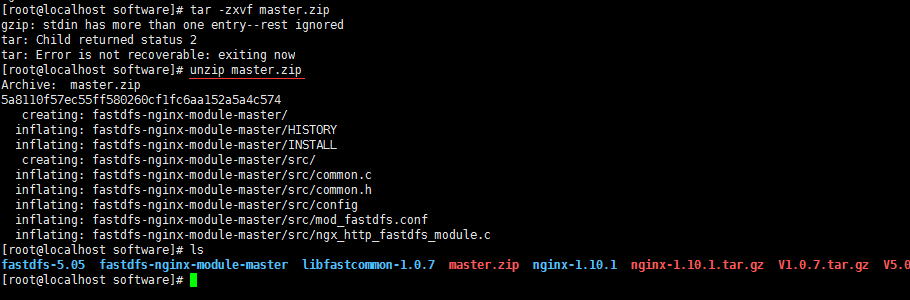 [root@localhost software]# tar -zxvf master.zip
gzip: stdin has more than one entry--rest ignored
tar: Child returned status 2
tar: Error is not recoverable: exiting now
[root@localhost software]# unzip master.zip
Archive:  master.zip
5a8110f57ec55ff580260cf1fc6aa152a5a4c574
   creating: fastdfs-nginx-module-master/
  inflating: fastdfs-nginx-module-master/HISTORY
  inflating: fastdfs-nginx-module-master/INSTALL
   creating: fastdfs-nginx-module-master/src/
  inflating: fastdfs-nginx-module-master/src/common.c
  inflating: fastdfs-nginx-module-master/src/common.h
  inflating: fastdfs-nginx-module-master/src/config
  inflating: fastdfs-nginx-module-master/src/mod_fastdfs.conf
  inflating: fastdfs-nginx-module-master/src/ngx_http_fastdfs_module.c
[root@localhost software]# ls
fastdfs-5.05  fastdfs-nginx-module-master  libfastcommon-1.0.7  master.zip  nginx-1.10.1  nginx-1.10.1.tar.gz  V1.0.7.tar.gz  V5.0
[root@localhost software]#